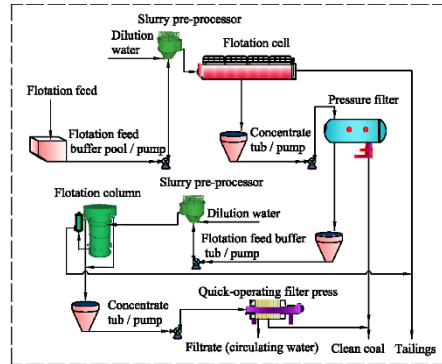 Slurry pre-processor
Dilution
water
Flotation cell
Flotation feed
Pressure filter
Flotation feed
buffer pool / pump
Concentrate
tub / pump
Slurry pre-processor
Flotation column
Dilution water
Flotation feed buffer
tub / pump
Concentrate
tub / pump
Quick-operating filter press
Filtrate (circulating water)
Clean coal
Tailings